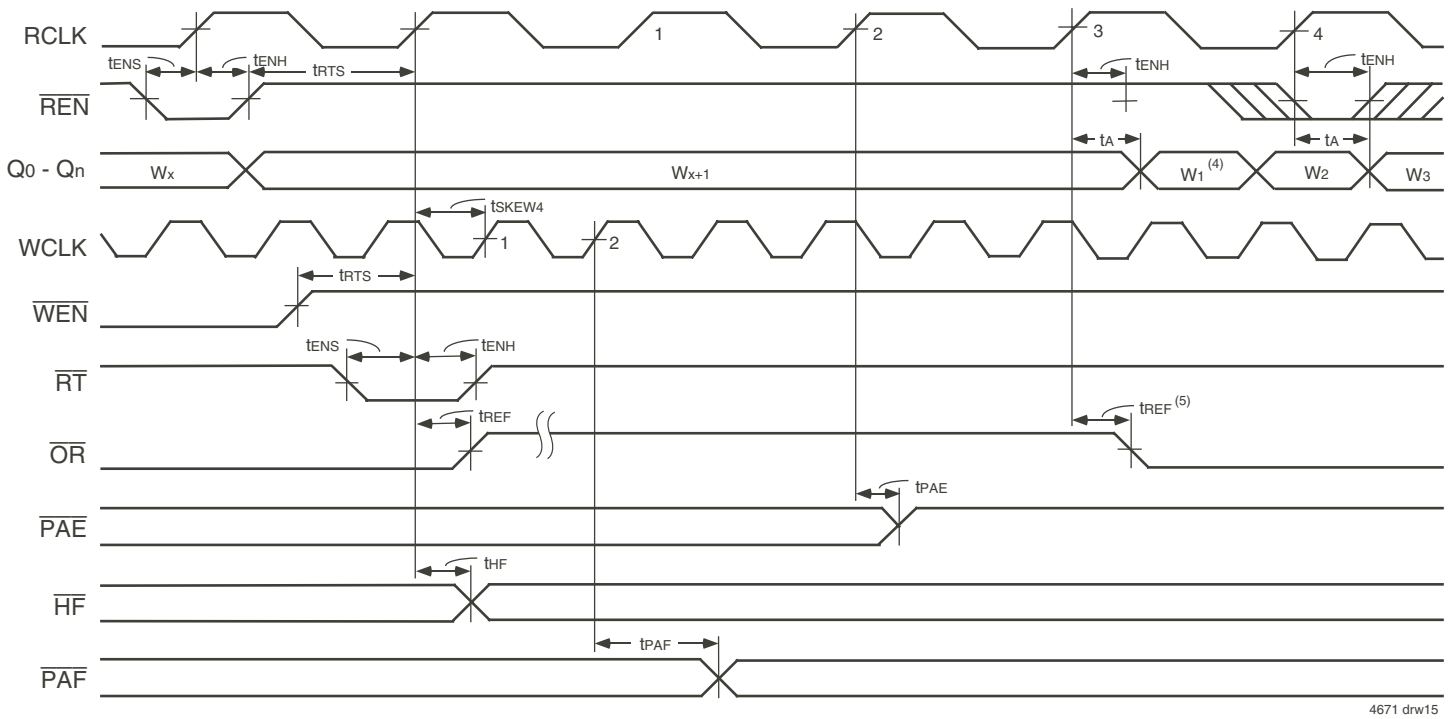 RCLK 1 2 3 4
tENS tENH tRTS tENH tENH
REN
tA tA
Q0 - Qn Wx Wx+1 W1 (4) W2 W3
tSKEW4
WCLK 1 2
tRTS
WEN
tENS tENH
RT
tREF tREF (5)
OR
tPAE
PAE
tHF
HF
tPAF
PAF
4671 drw15